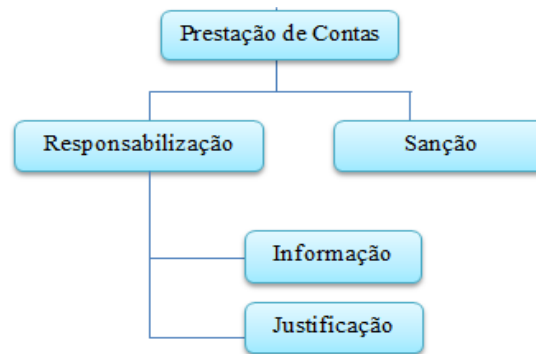 Prestação de Contas
Responsabilização
Sanção
Informação
Justificação